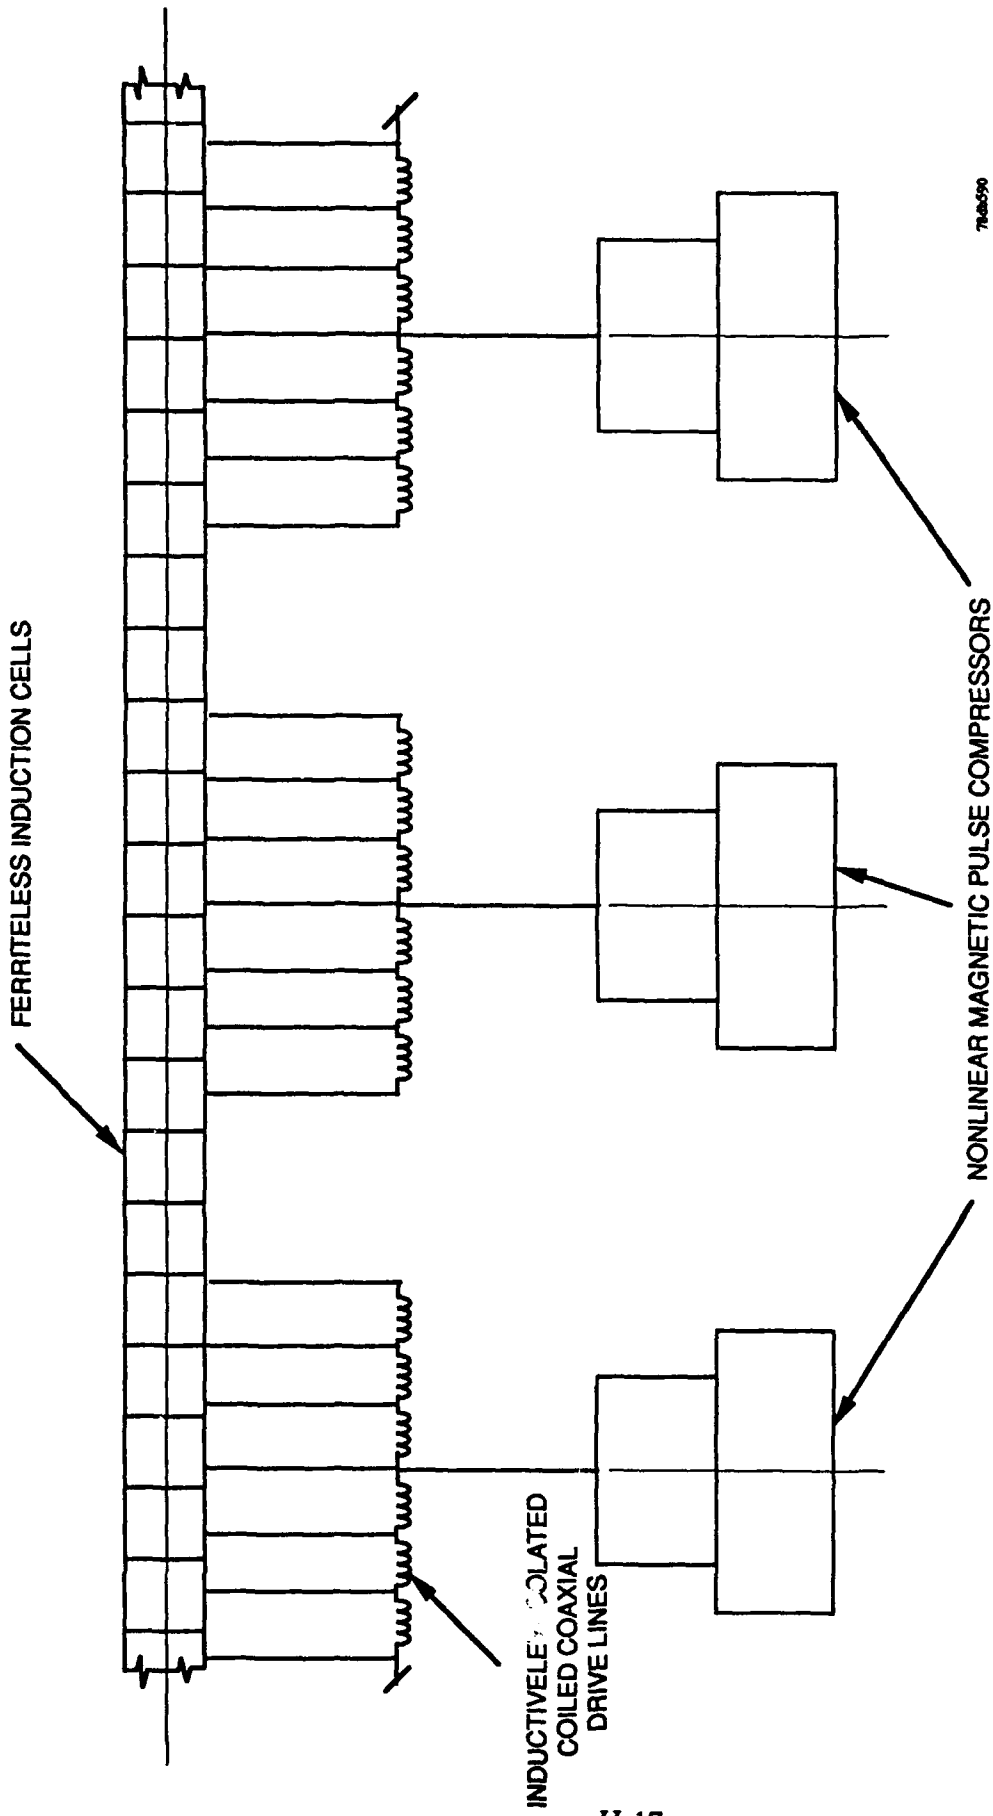 FERRITELESS INDUCTION CELLS
COILED COAXIAL
DRIVE LINES
NONLINEAR MAGNETIC PULSE COMPRESSORS